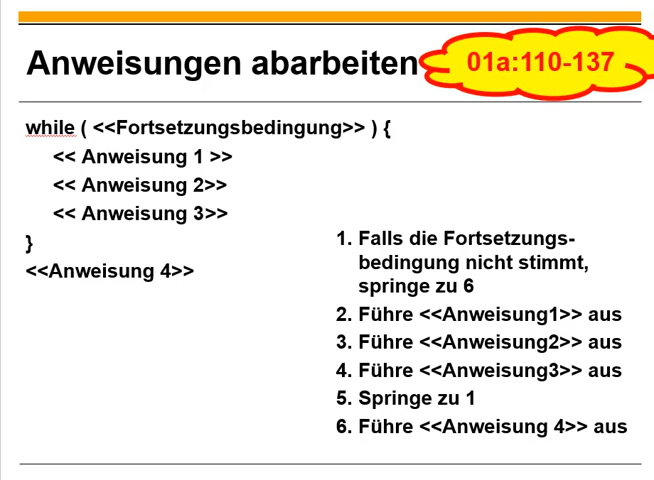 Anweisungen abarbeiten
01a:110-137
while ( <<Fortsetzungsbedingung>> ) {
<< Anweisung 1 >>
<< Anweisung 2>>
<< Anweisung 3>>
}
<<Anweisung 4>>
1. Falls die Fortsetzungs-
bedingung nicht stimmt,
springe zu 6
2. Führe <<Anweisung1>> aus
3. Führe <<Anweisung2>> aus
4. Führe <<Anweisung3>> aus
5. Springe zu 1
6. Führe <<Anweisung 4>> aus